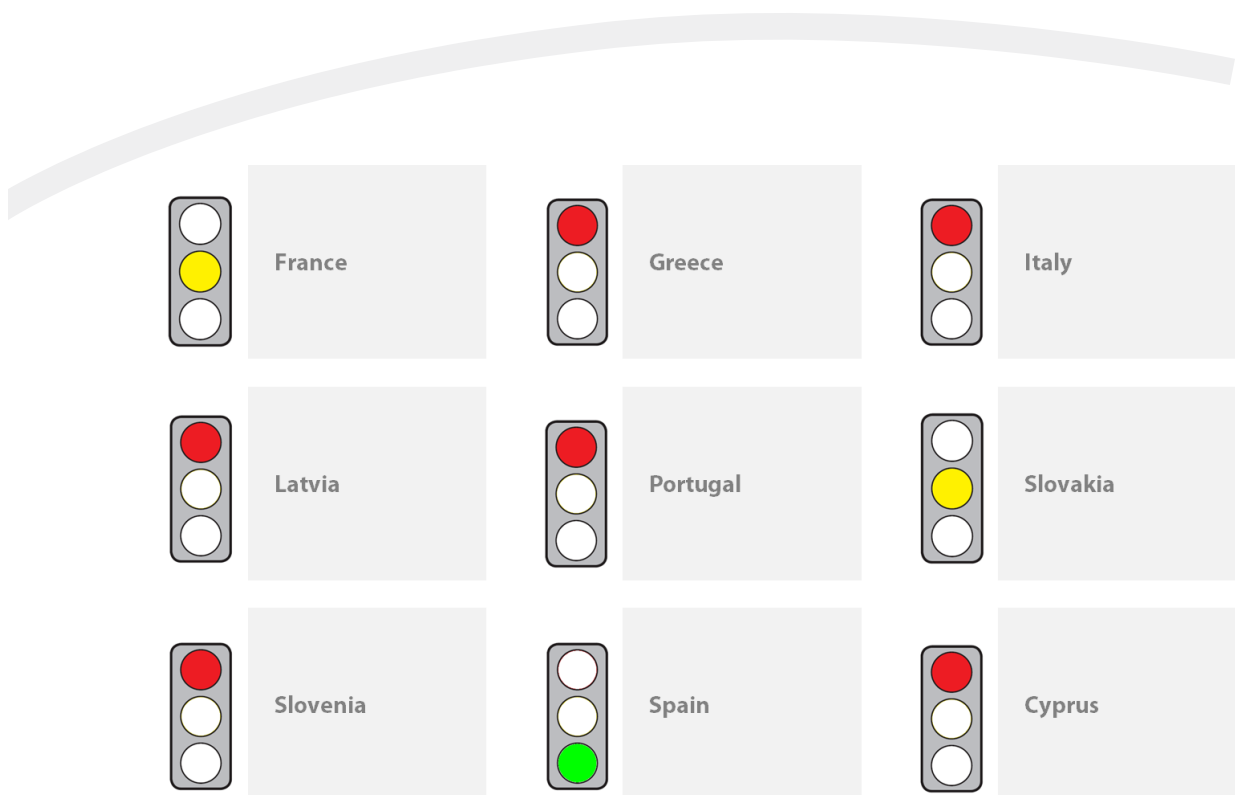 France
Greece
Italy
Latvia
Portugal
Slovakia
Slovenia
Spain
Cyprus